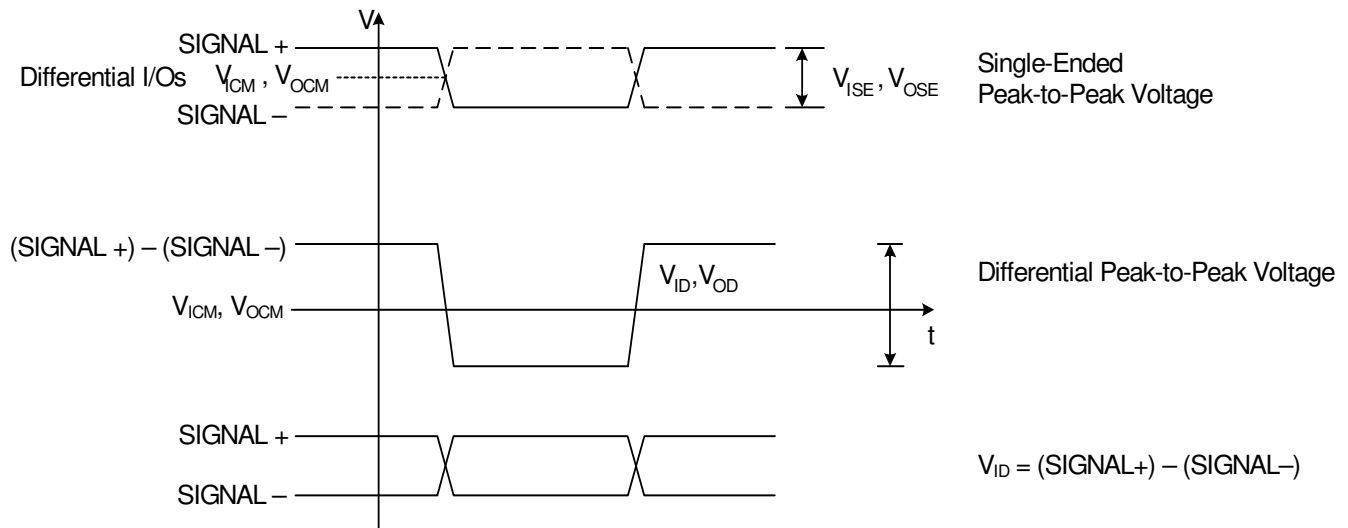 V
SIGNAL +
Differential I/Os V_ICM , V_OCM
SIGNAL –
V_ISE , V_OSE
Single-Ended
Peak-to-Peak Voltage
(SIGNAL +) – (SIGNAL –)
V_ID, V_OD
Differential Peak-to-Peak Voltage
V_ICM, V_OCM
t
SIGNAL +
SIGNAL –
V_ID = (SIGNAL+) – (SIGNAL–)